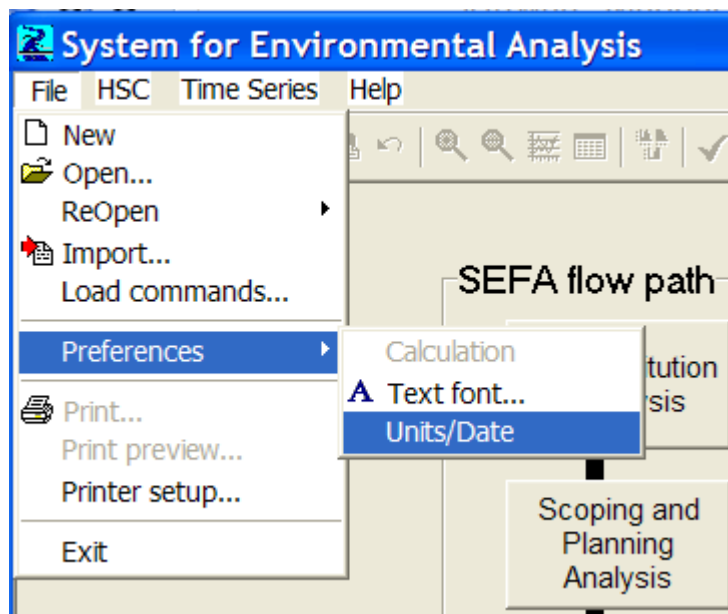 System for Environmental Analysis
File HSC Time Series Help
New
Open...
ReOpen
Import...
Load commands...
Preferences
Print...
Print preview...
Printer setup...
Exit
Calculation
A Text font...
Units/Date
SEFA flow path
Scoping and
Planning
Analysis